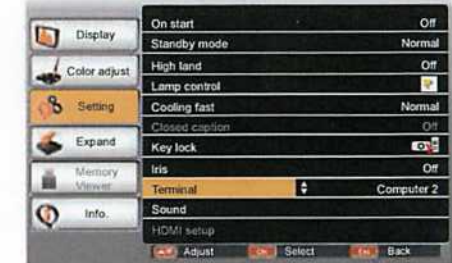 Display
Color adjust
Setting
Expand
Memory Viewer
Info.
On start Off
Standby mode Normal
High land Off
Lamp control
Cooling fast Normal
Closed caption Off
Key lock
Iris Off
Terminal Computer 2
Sound
HDMI setup
Adjust Select Back